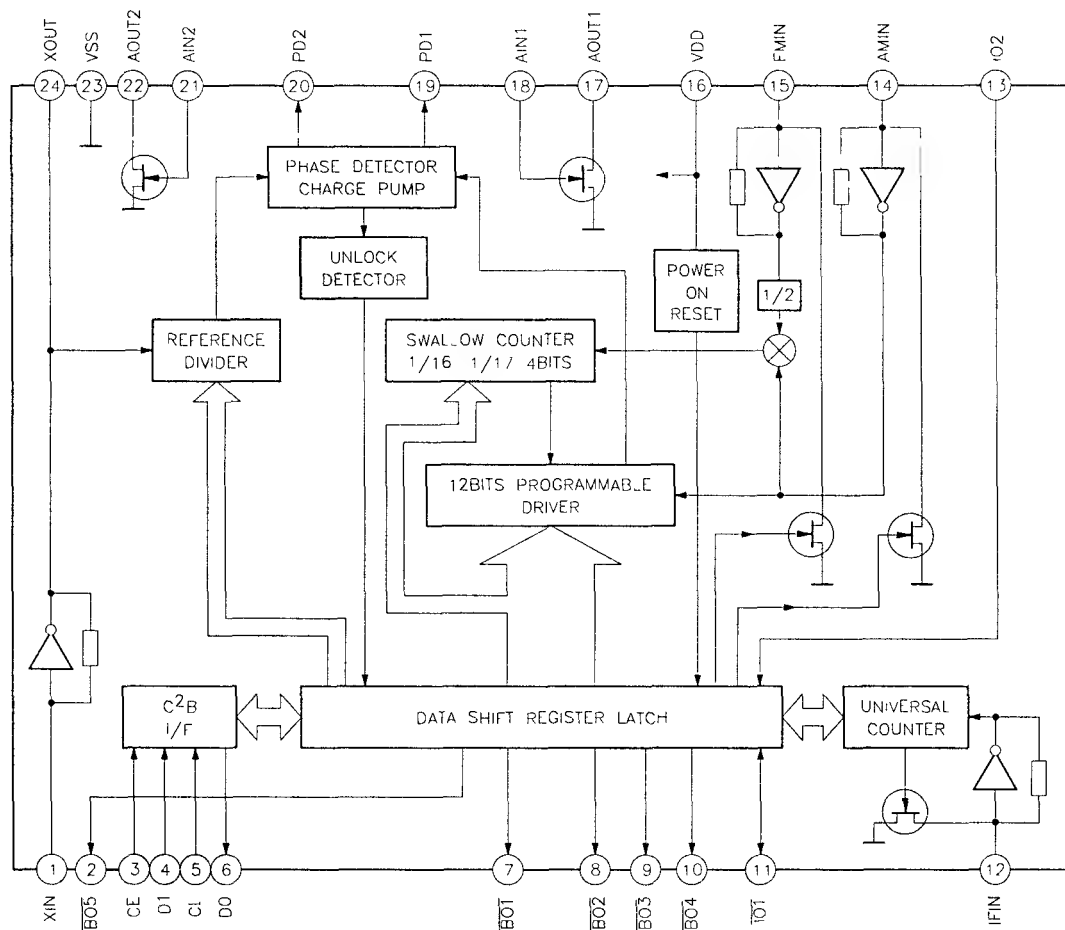 XOUT
VSS
AOUT2
AIN2
PD2
PD1
AIN1
AOUT1
VDD
FMIN
AMIN
IO2
24
23
22
21
20
19
18
17
16
15
14
13
PHASE DETECTOR
CHARGE PUMP
UNLOCK
DETECTOR
POWER
ON
RESET
1/2
REFERENCE
DIVIDER
SWALLOW COUNTER
1/16 1/17 4BITS
12BITS PROGRAMMABLE
DRIVER
C²B
I/F
DATA SHIFT REGISTER LATCH
UNIVERSAL
COUNTER
1
2
3
4
5
6
7
8
9
10
11
12
XIN
BO5
CE
D1
CL
D0
BO1
BO2
BO3
BO4
IO1
IFIN